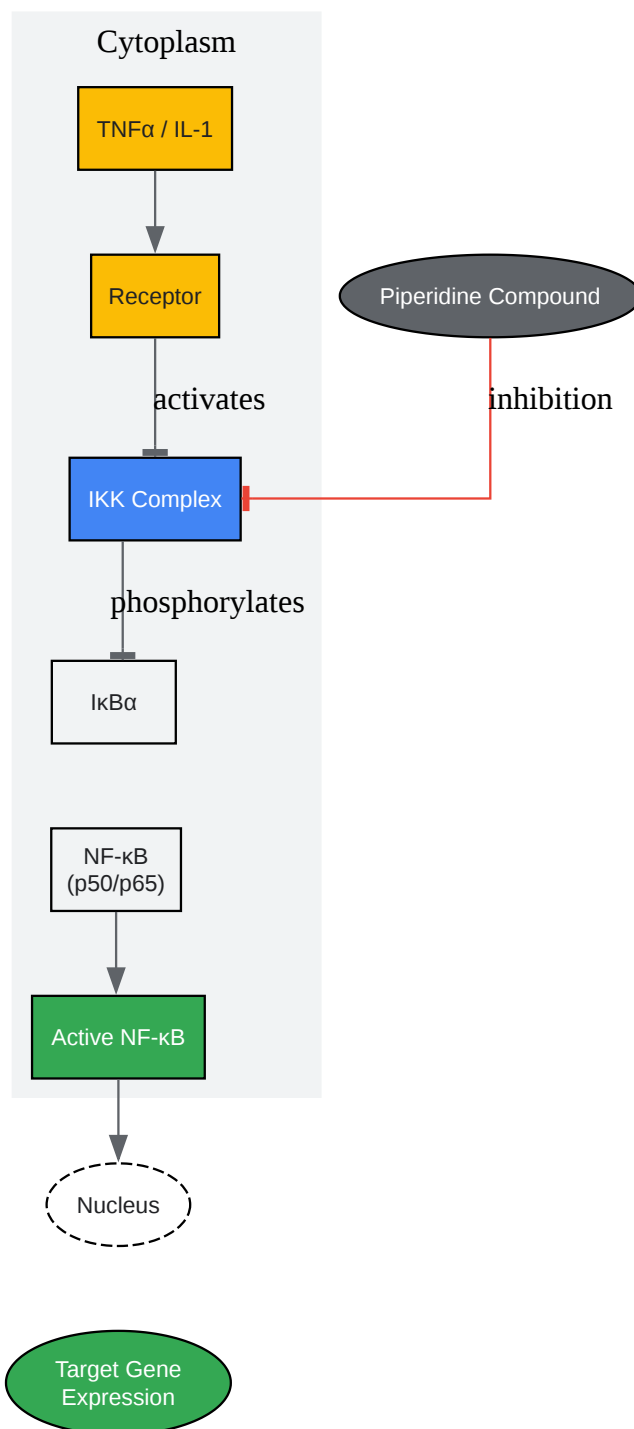 Cytoplasm
TNFα / IL-1
Receptor
Piperidine Compound
activates
inhibition
IKK Complex
phosphorylates
IκBα
NF-κB
(p50/p65)
Active NF-κB
Nucleus
Target Gene
Expression